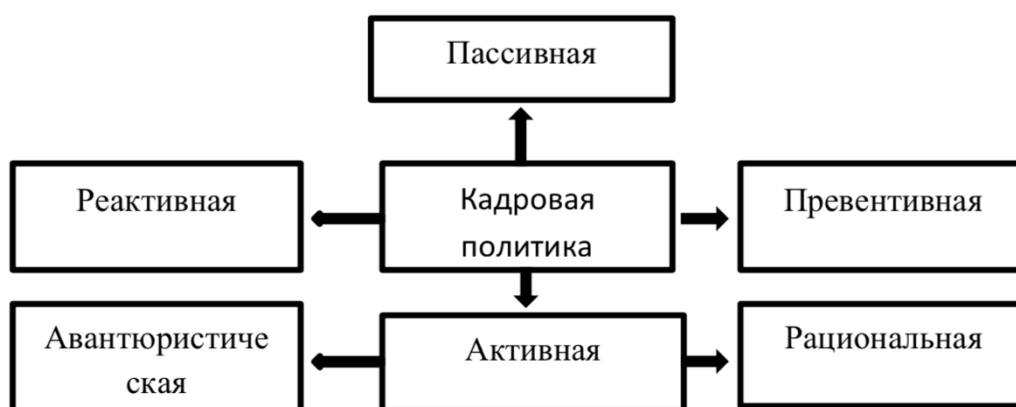 Пассивная
Реактивная
Кадровая
политика
Превентивная
Авантюристиче
ская
Активная
Рациональная